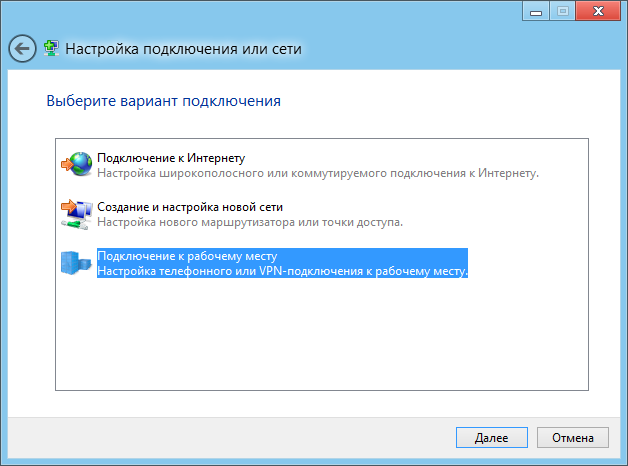 Настройка подключения или сети
Выберите вариант подключения
Подключение к Интернету
Настройка широкополосного или коммутируемого подключения к Интернету.
Создание и настройка новой сети
Настройка нового маршрутизатора или точки доступа.
Подключение к рабочему месту
Настройка телефонного или VPN-подключения к рабочему месту.
Далее
Отмена